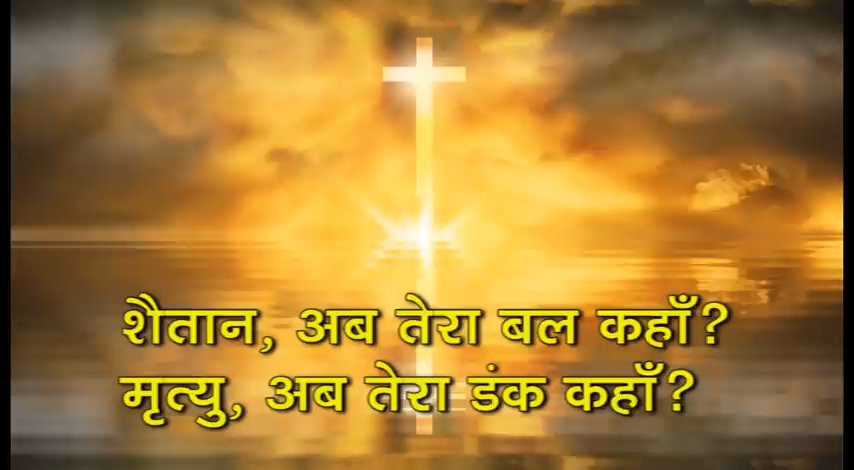 शैतान, अब तेरा बल कहाँ?
मृत्यु, अब तेरा डंक कहाँ?